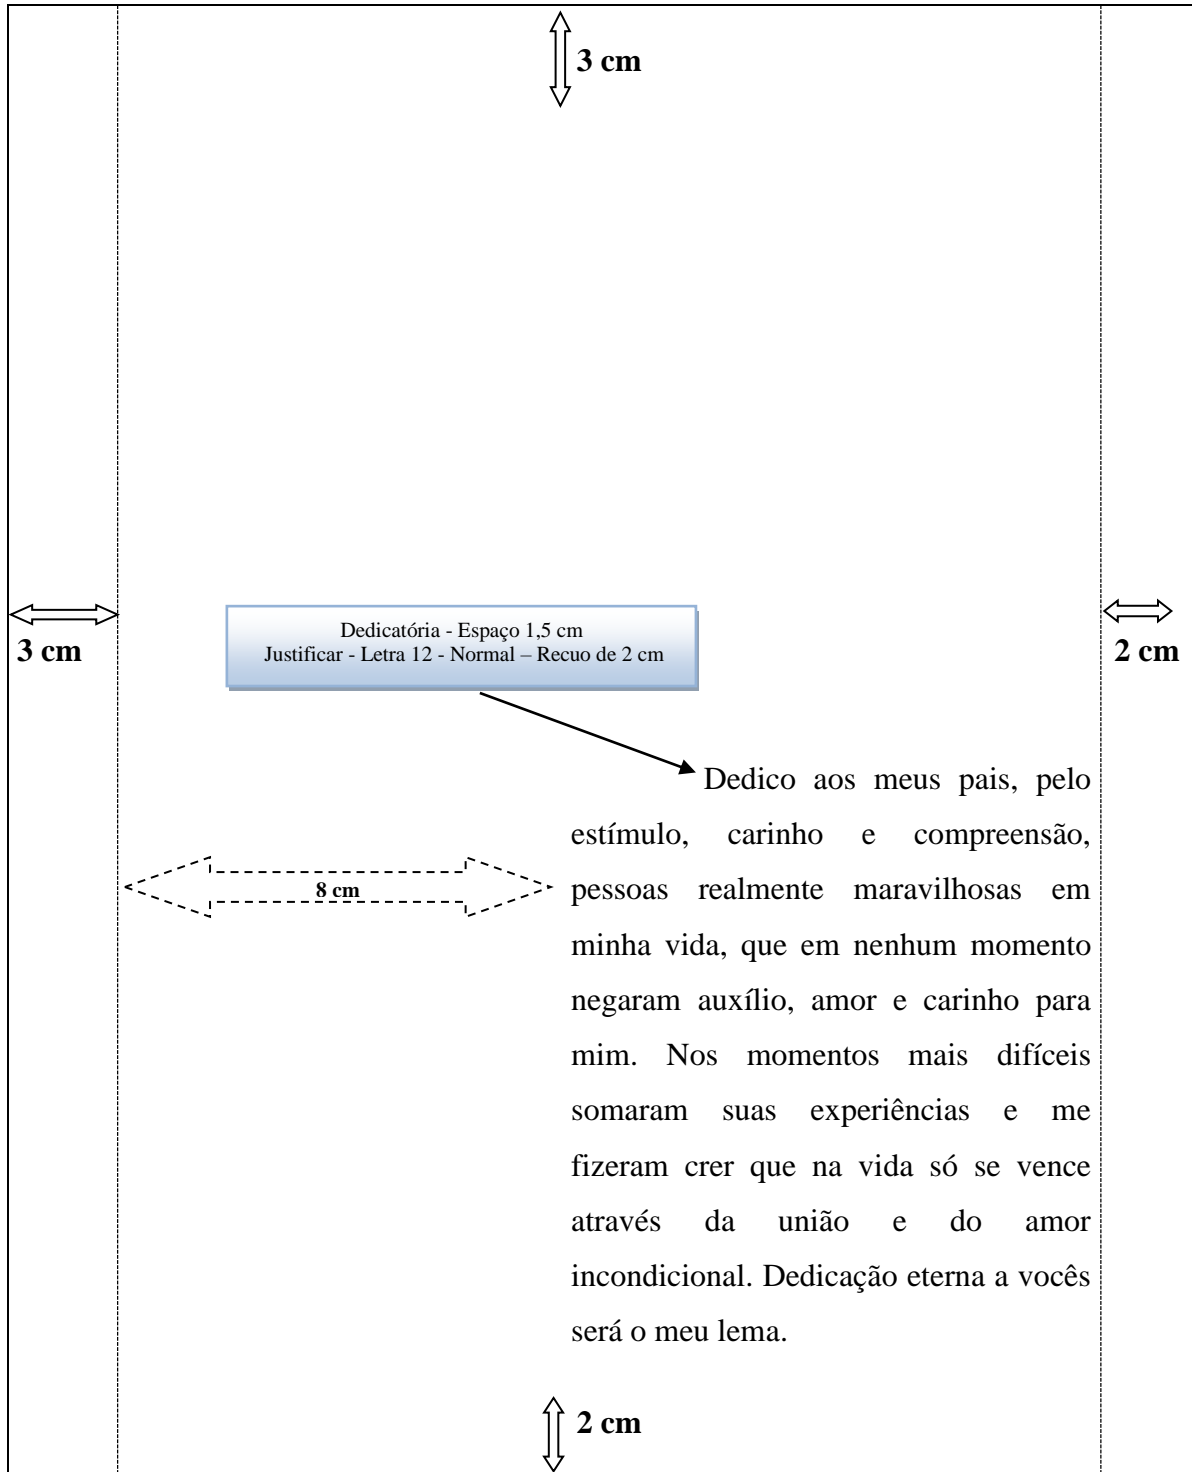 3 cm
Dedicatória - Espaço 1,5 cm
Justificar - Letra 12 - Normal – Recuo de 2 cm
3 cm
2 cm
Dedico aos meus pais, pelo
estímulo, carinho e compreensão,
8 cm
pessoas realmente maravilhosas em
minha vida, que em nenhum momento
negaram auxílio, amor e carinho para
mim. Nos momentos mais difíceis
somaram suas experiências e me
fizeram crer que na vida só se vence
através da união e do amor
incondicional. Dedicação eterna a vocês
será o meu lema.
2 cm